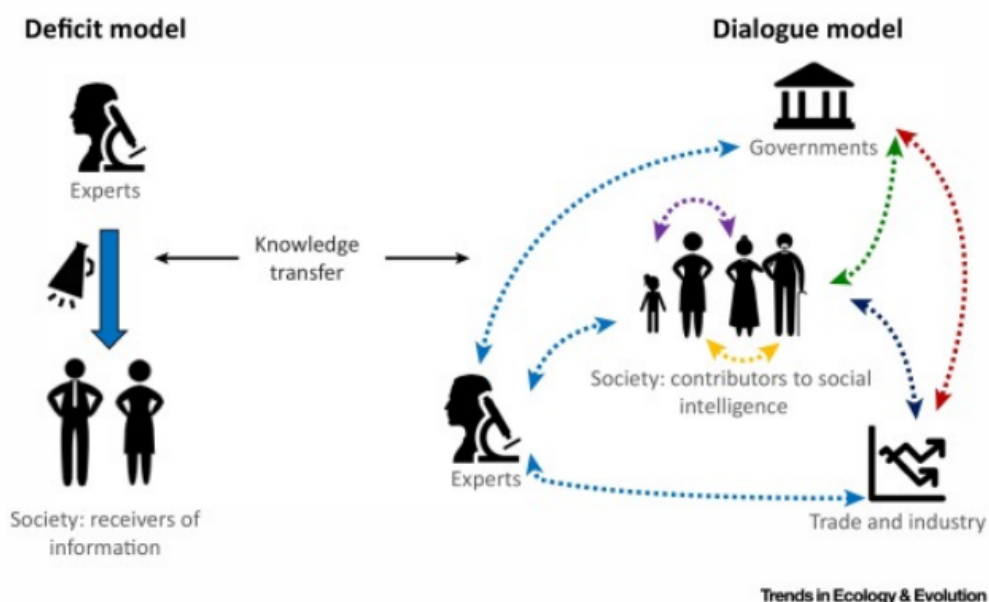 Deficit model
Dialogue model
Experts
Governments
Knowledge
transfer
Society: contributors to social
intelligence
Experts
Society: receivers of
information
Trade and industry
Trends in Ecology & Evolution